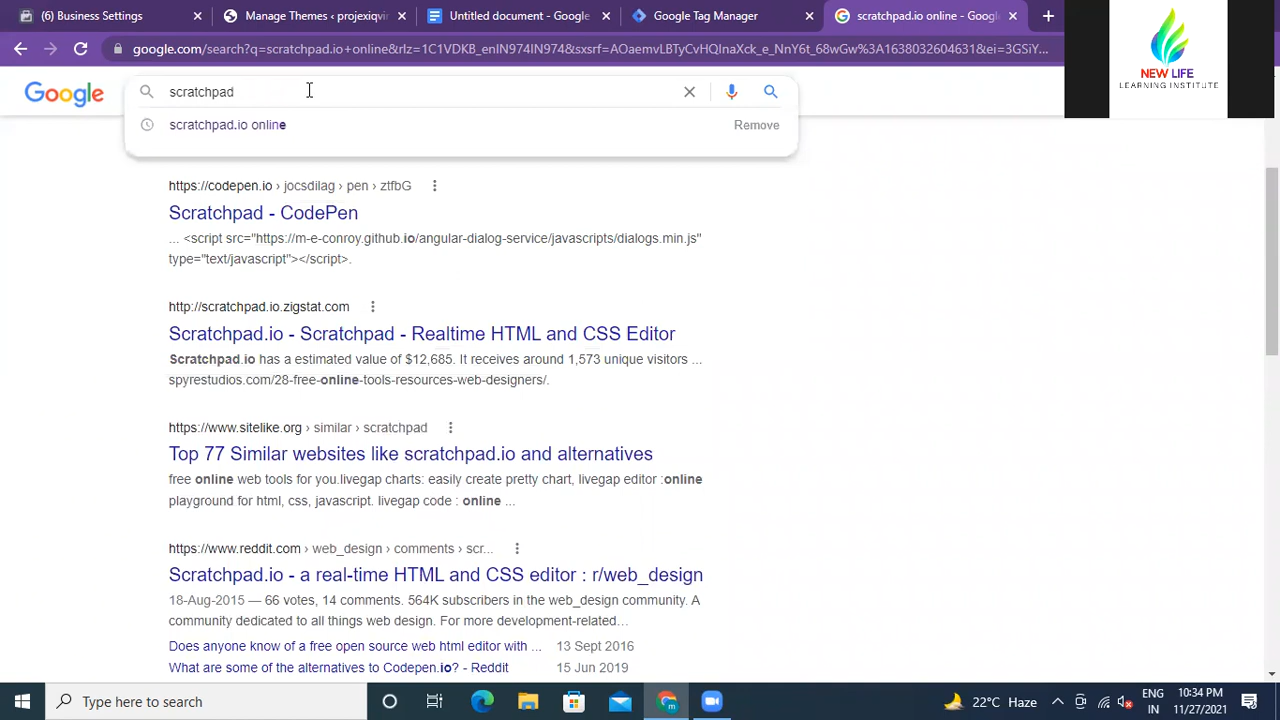 Business Settings
Manage Themes ‹ projexiqvin
Untitled document - Google
Google Tag Manager
scratchpad.io online - Google
google.com/search?q=scratchpad.io+online&rlz=1C1VDKB_enIN974IN974&sxsrf=AOaemvLBTyCvHQInaXck_e_NnY6t_68wGw%3A1638032604631&ei=3GSiY...
NEW LIFE
LEARNING INSTITUTE
Google
scratchpad
scratchpad.io online
Remove
https://codepen.io › jocsdilag › pen › ztfbG
Scratchpad - CodePen
... <script src="https://m-e-conroy.github.io/angular-dialog-service/javascripts/dialogs.min.js"
type="text/javascript"></script>.
http://scratchpad.io.zigstat.com
Scratchpad.io - Scratchpad - Realtime HTML and CSS Editor
Scratchpad.io has a estimated value of $12,685. It receives around 1,573 unique visitors ...
spyrestudios.com/28-free-online-tools-resources-web-designers/.
https://www.sitelike.org › similar › scratchpad
Top 77 Similar websites like scratchpad.io and alternatives
free online web tools for you.livegap charts: easily create pretty chart, livegap editor :online
playground for html, css, javascript. livegap code : online ...
https://www.reddit.com › web_design › comments › scr...
Scratchpad.io - a real-time HTML and CSS editor : r/web_design
18-Aug-2015 — 66 votes, 14 comments. 564K subscribers in the web_design community. A
community dedicated to all things web design. For more development-related…
Does anyone know of a free open source web html editor with ... 13 Sept 2016
What are some of the alternatives to Codepen.io? - Reddit 15 Jun 2019
Type here to search
22°C Haze
ENG
IN
10:34 PM
11/27/2021